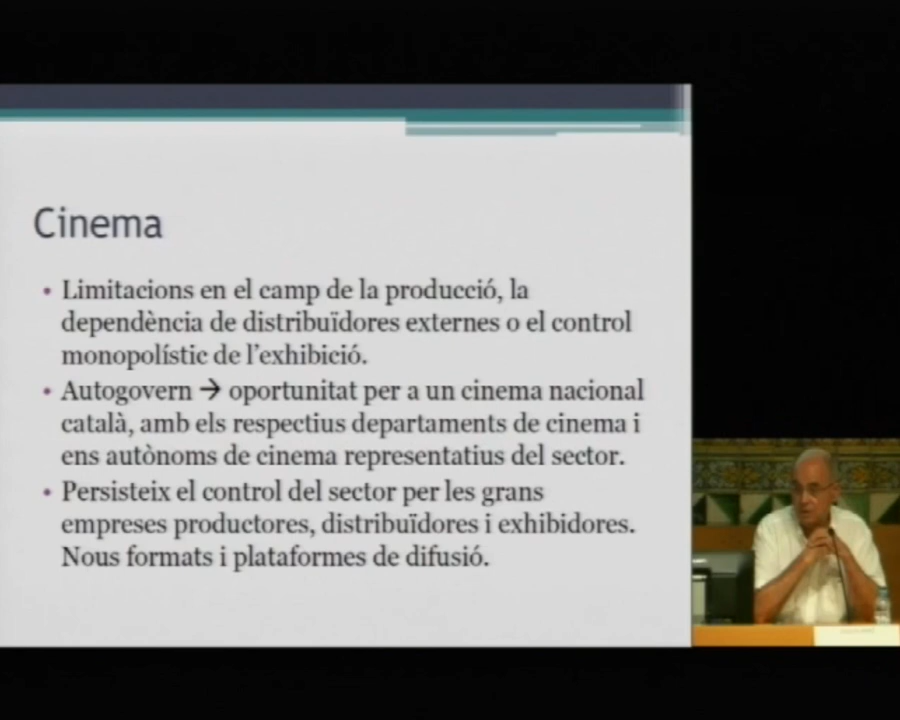 Cinema
• Limitacions en el camp de la producció, la
dependència de distribuïdores externes o el control
monopolístic de l'exhibició.
• Autogovern → oportunitat per a un cinema nacional
català, amb els respectius departaments de cinema i
ens autònoms de cinema representatius del sector.
• Persisteix el control del sector per les grans
empreses productores, distribuïdores i exhibidores.
Nous formats i plataformes de difusió.